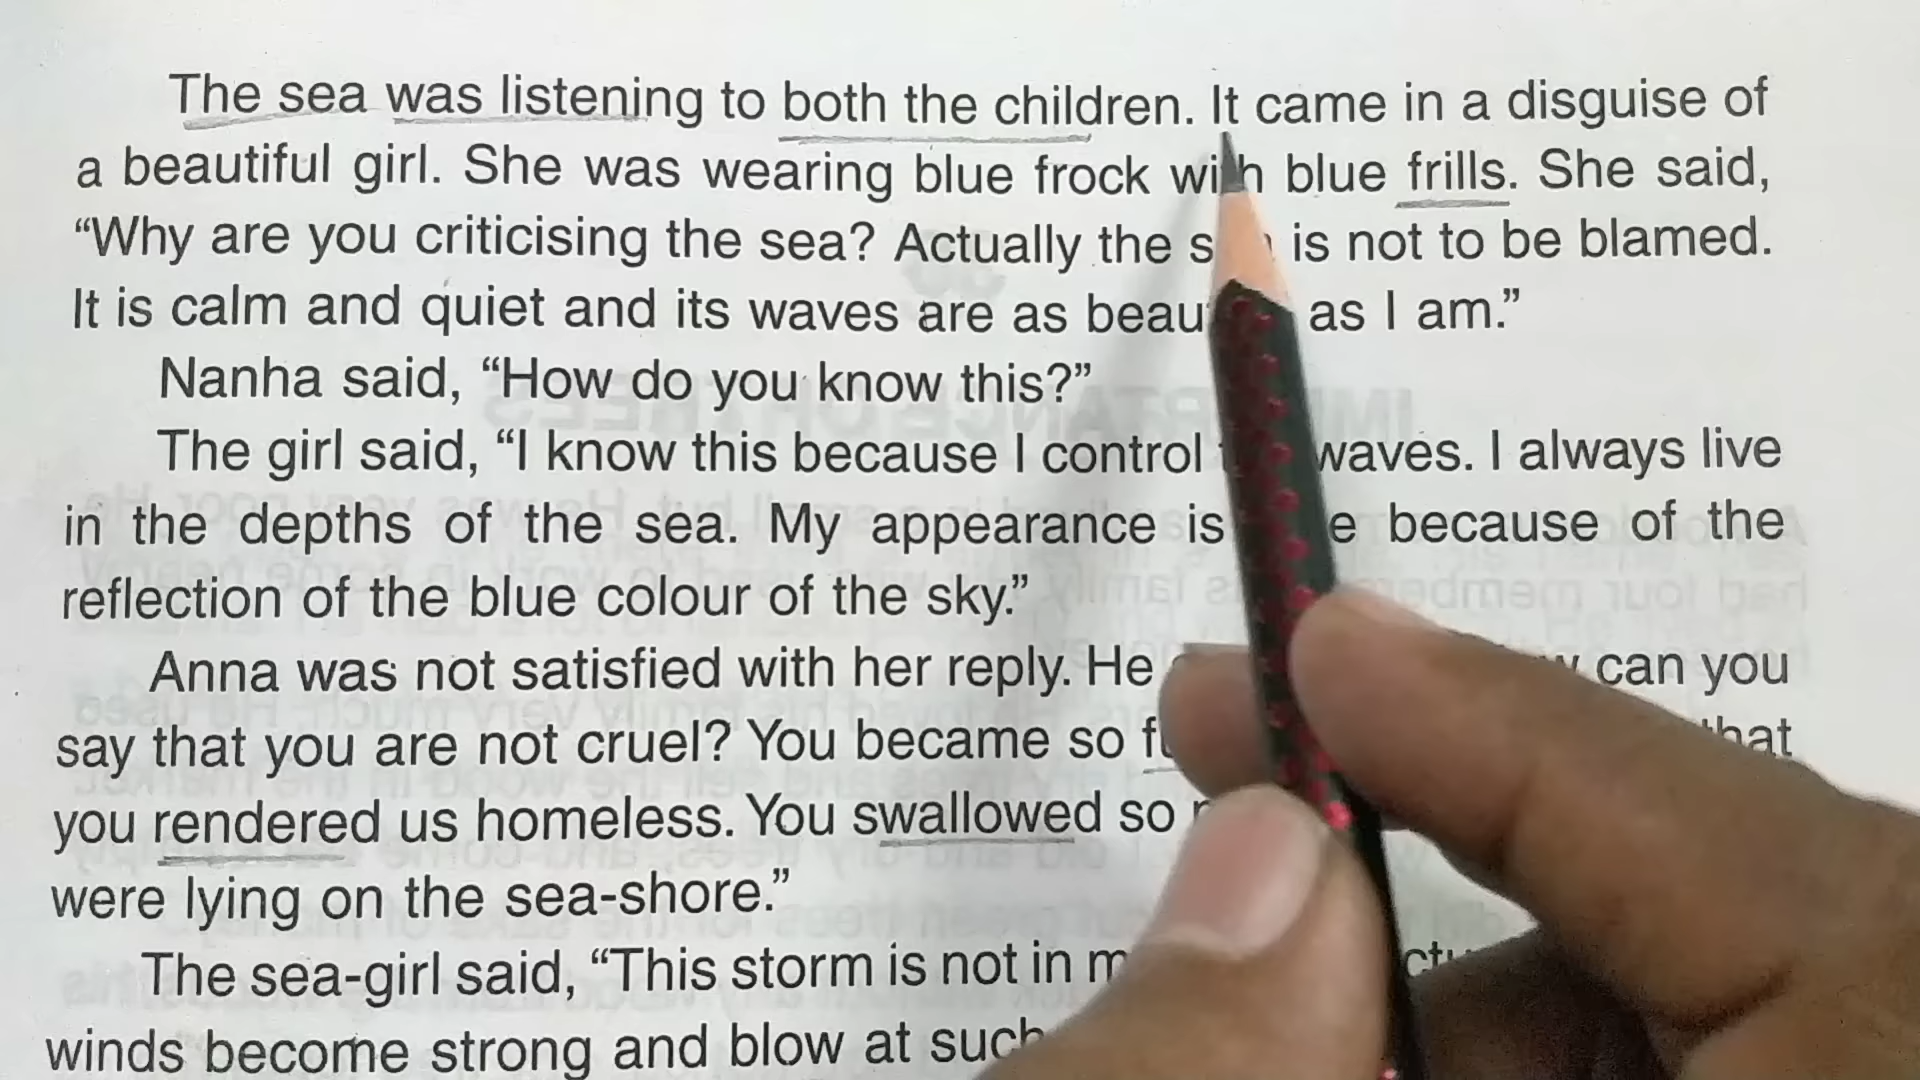 The sea was listening to both the children. It came in a disguise of
a beautiful girl. She was wearing blue frock with blue frills. She said,
“Why are you criticising the sea? Actually the is not to be blamed.
It is calm and quiet and its waves are as as I am.”
Nanha said, “How do you know this?”
The girl said, “I know this because I control waves. I always live
in the depths of the sea. My appearance is because of the
reflection of the blue colour of the sky.”
Anna was not satisfied with her reply. He can you
say that you are not cruel? You became so that
you rendered us homeless. You swallowed so
were lying on the sea-shore.”
The sea-girl said, “This storm is not in
winds become strong and blow at such